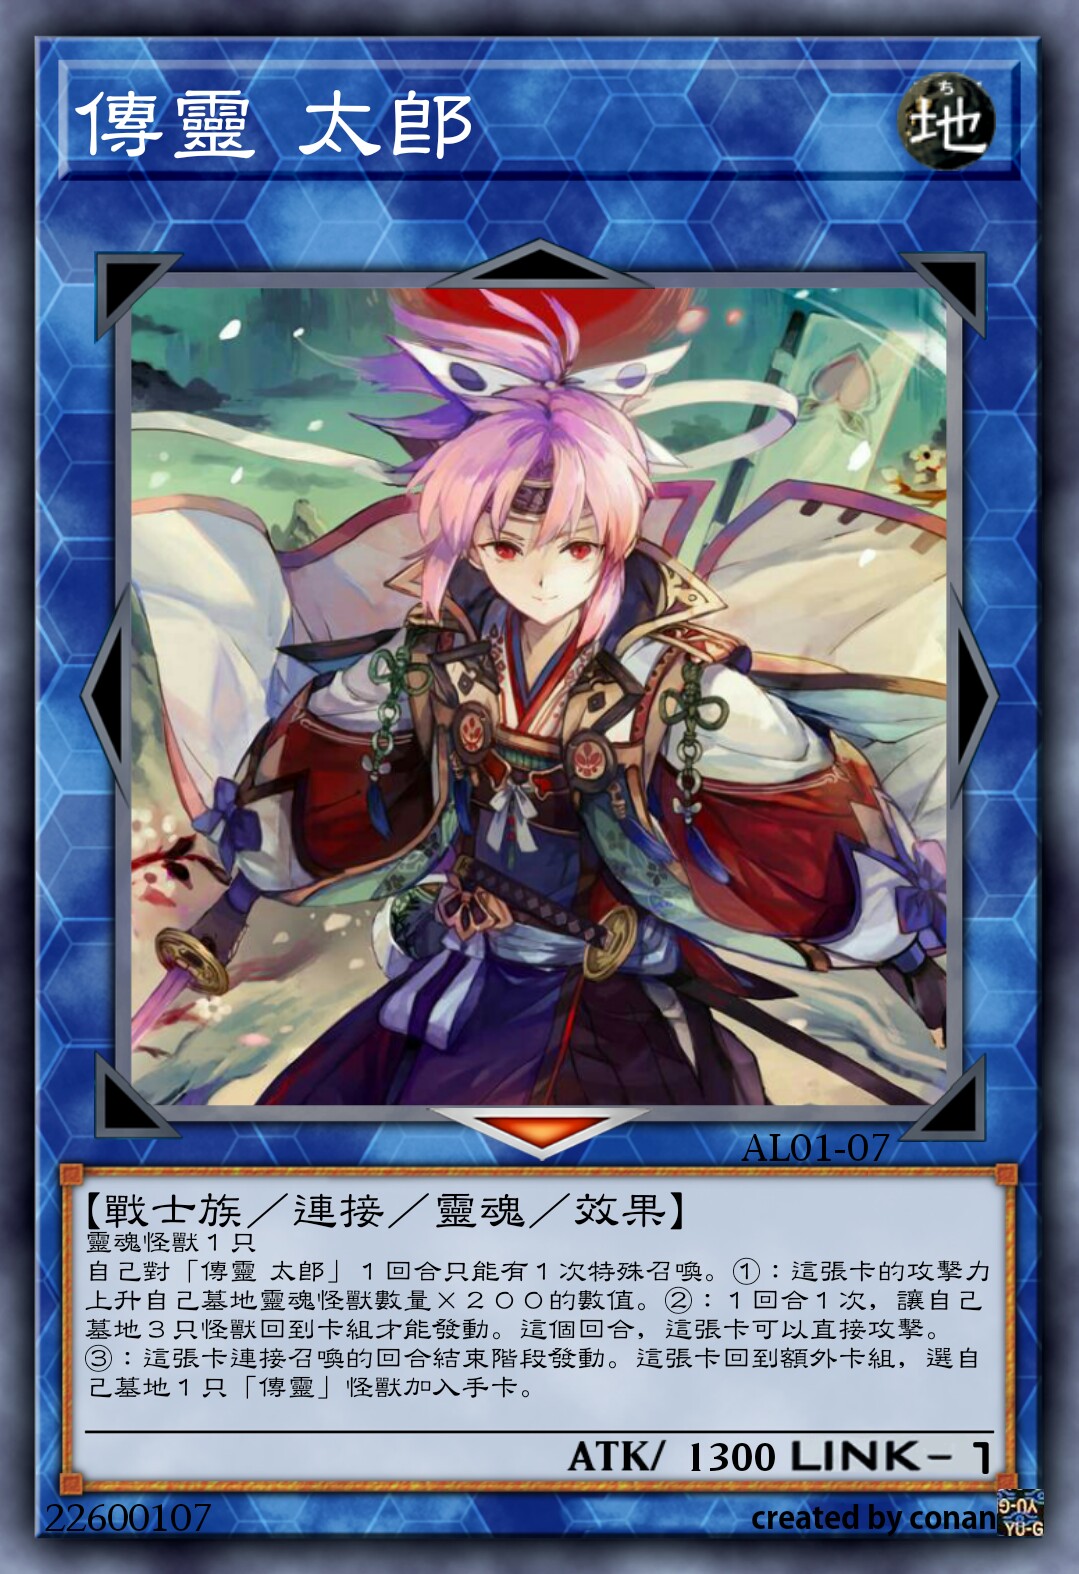 傳靈 太郎
ち
地
AL01-07
【戰士族／連接／靈魂／效果】
靈魂怪獸１只
自己對「傳靈 太郎」１回合只能有１次特殊召喚。①：這張卡的攻擊力
上升自己墓地靈魂怪獸數量×２００的數值。②：１回合１次，讓自己
墓地３只怪獸回到卡組才能發動。這個回合，這張卡可以直接攻擊。
③：這張卡連接召喚的回合結束階段發動。這張卡回到額外卡組，選自
己墓地１只「傳靈」怪獸加入手卡。
ATK/ 1300 LINK- 1
22600107
created by conan
YU-G
YU-G